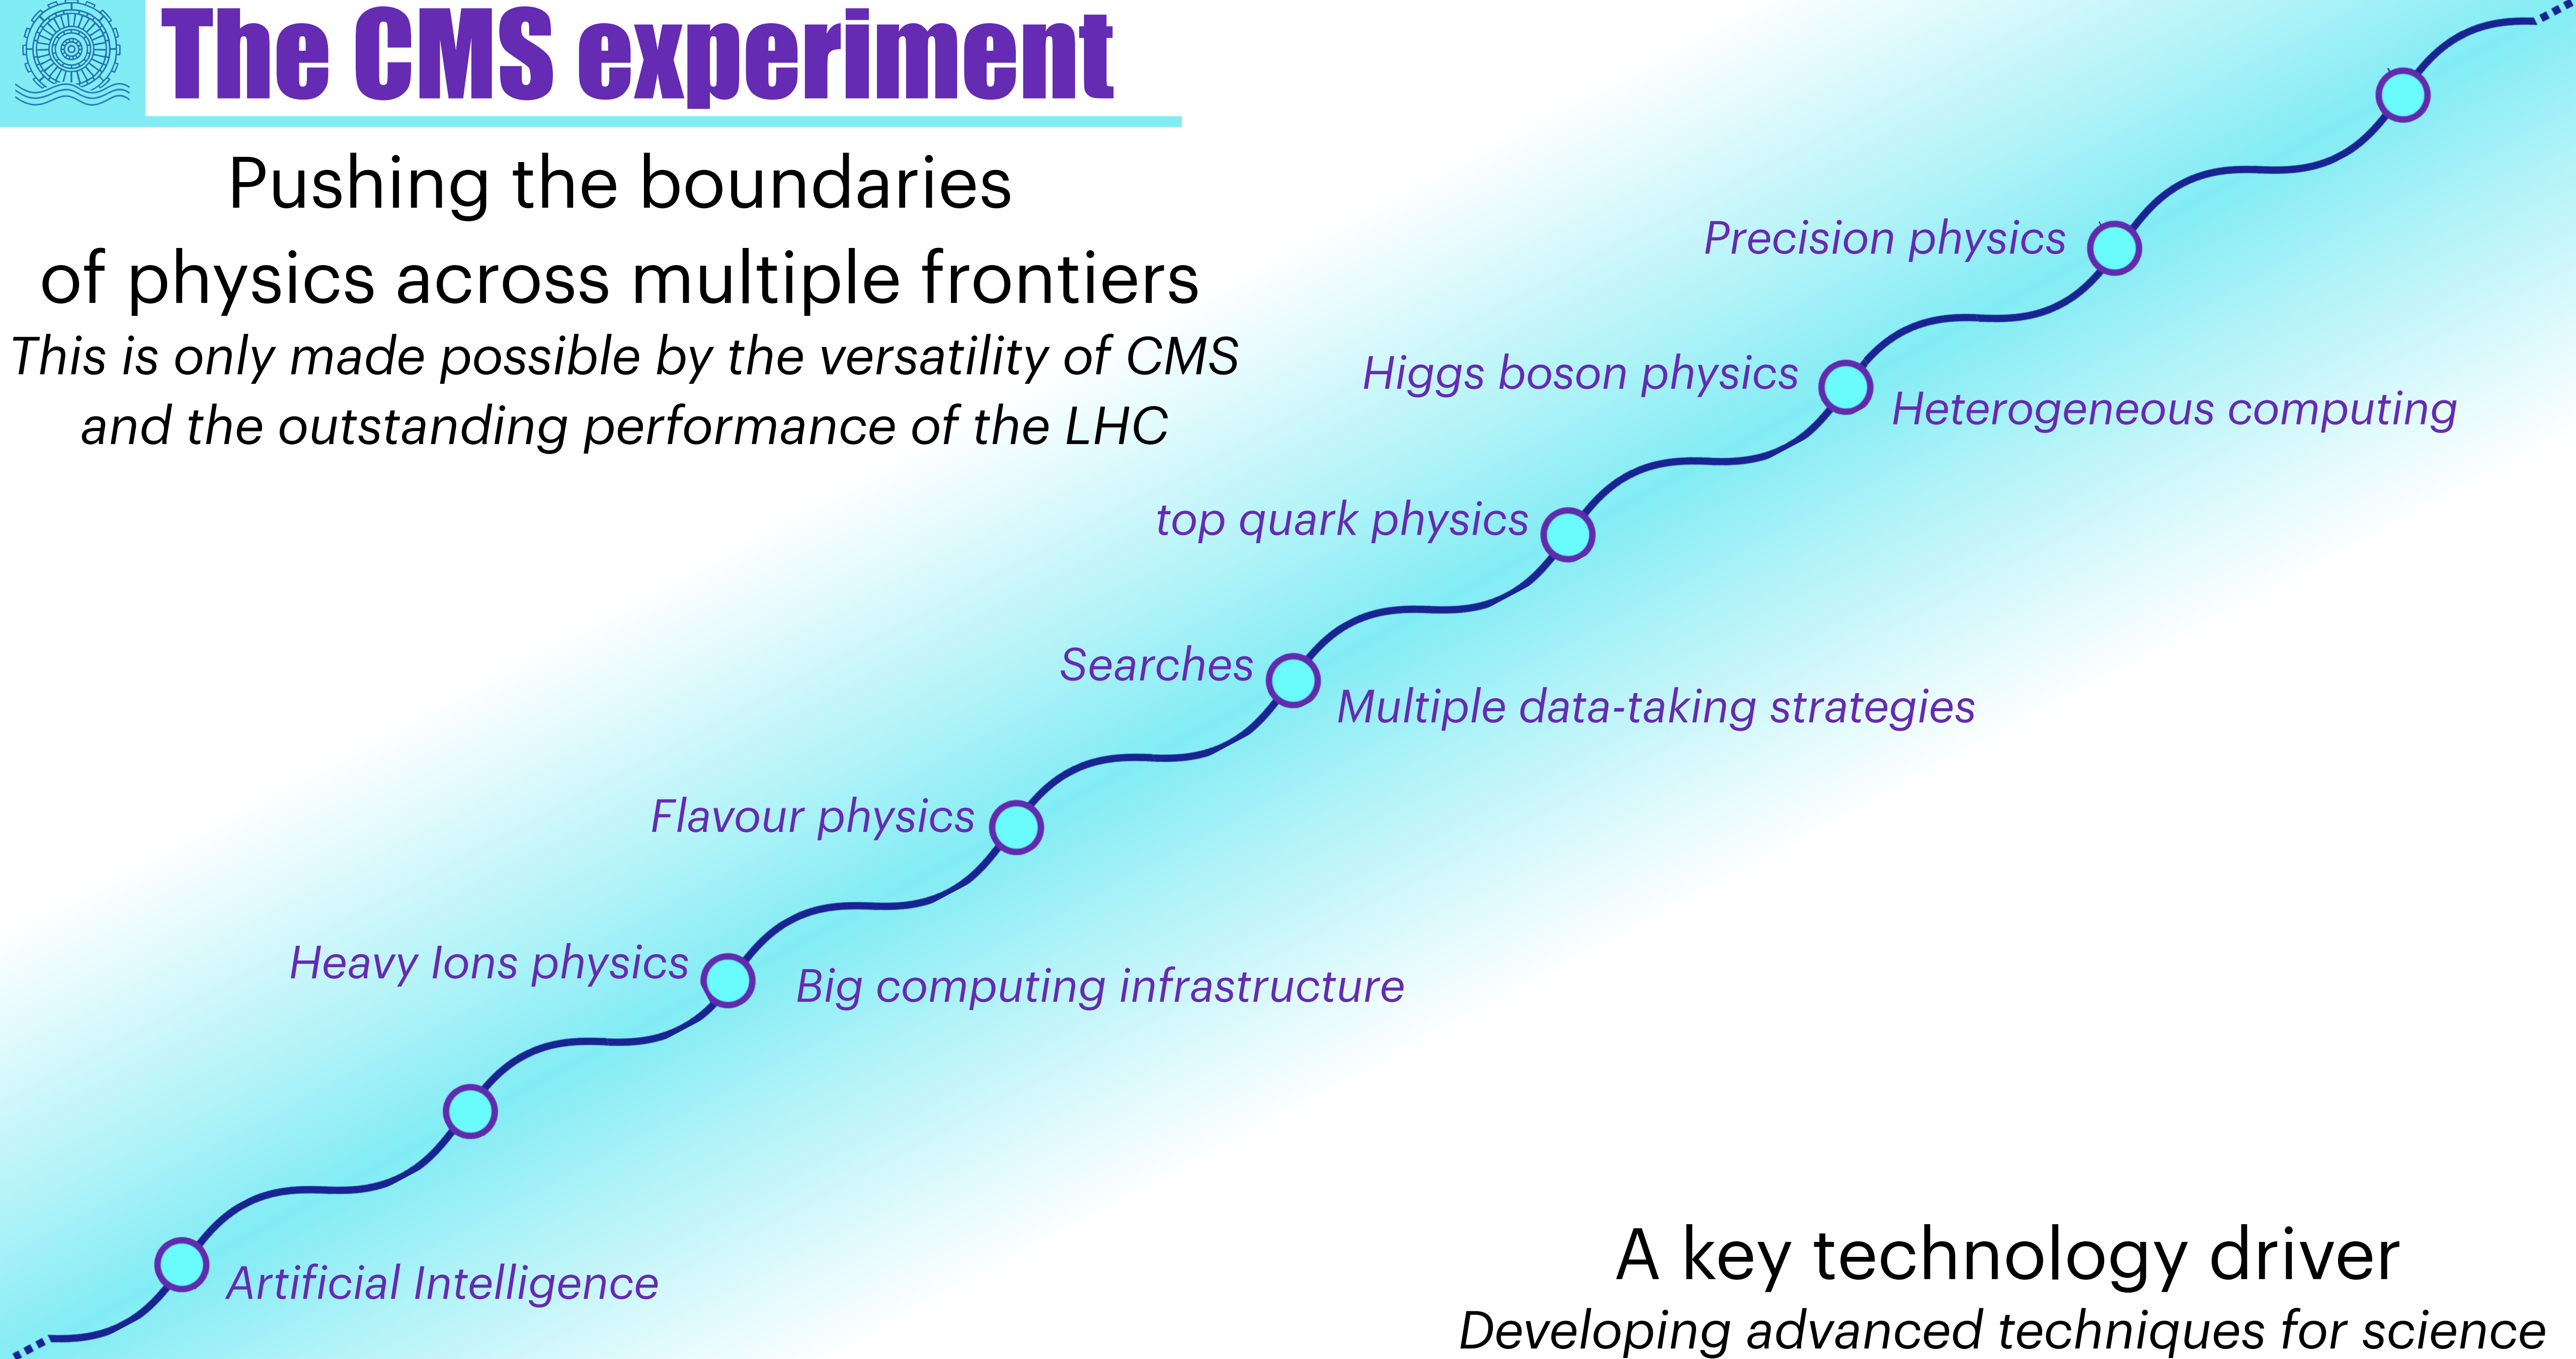 The CMS experiment
Pushing the boundaries
of physics across multiple frontiers
This is only made possible by the versatility of CMS
and the outstanding performance of the LHC
Precision physics
Higgs boson physics
Heterogeneous computing
top quark physics
Searches
Multiple data-taking strategies
Flavour physics
Heavy Ions physics
Big computing infrastructure
Artificial Intelligence
A key technology driver
Developing advanced techniques for science